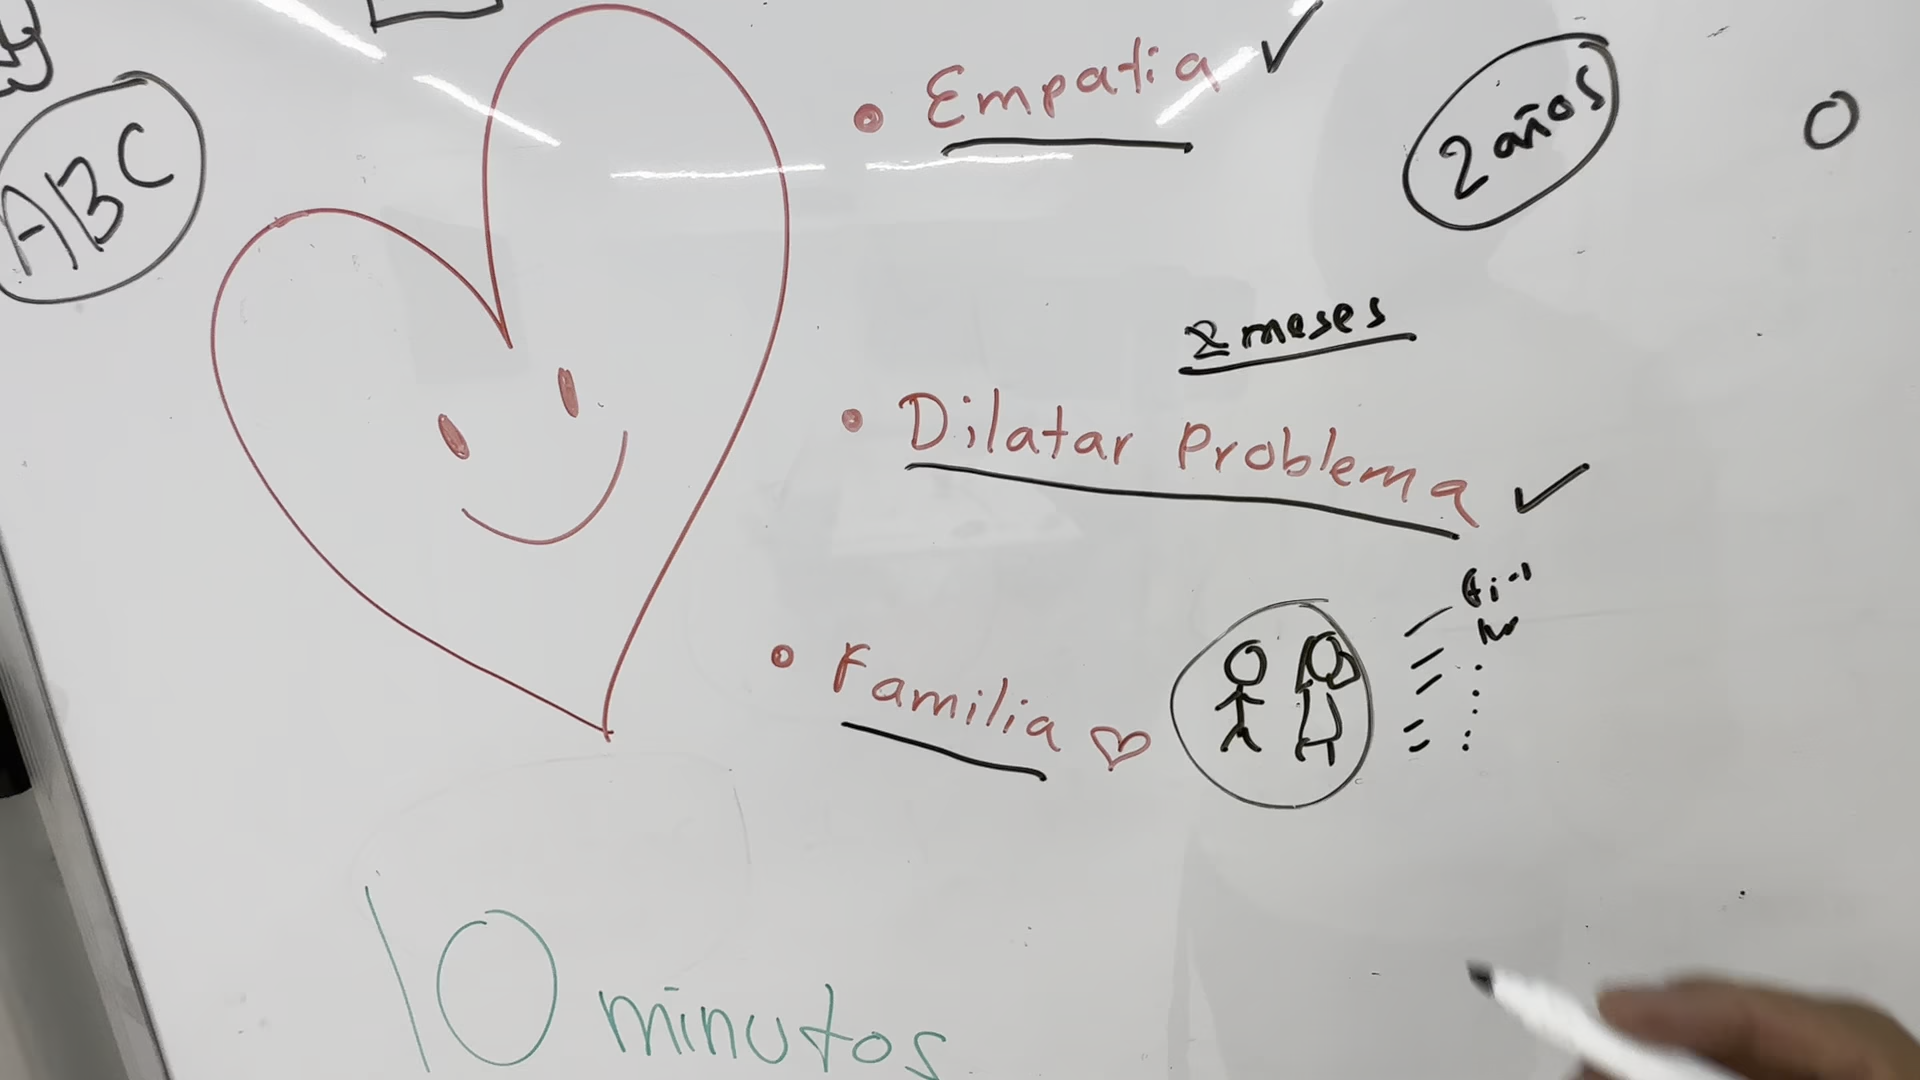 ABC
• Empatia ✓
2 años
O
2 meses
• Dilatar Problema ✓
• Familia ♡
10 minutos